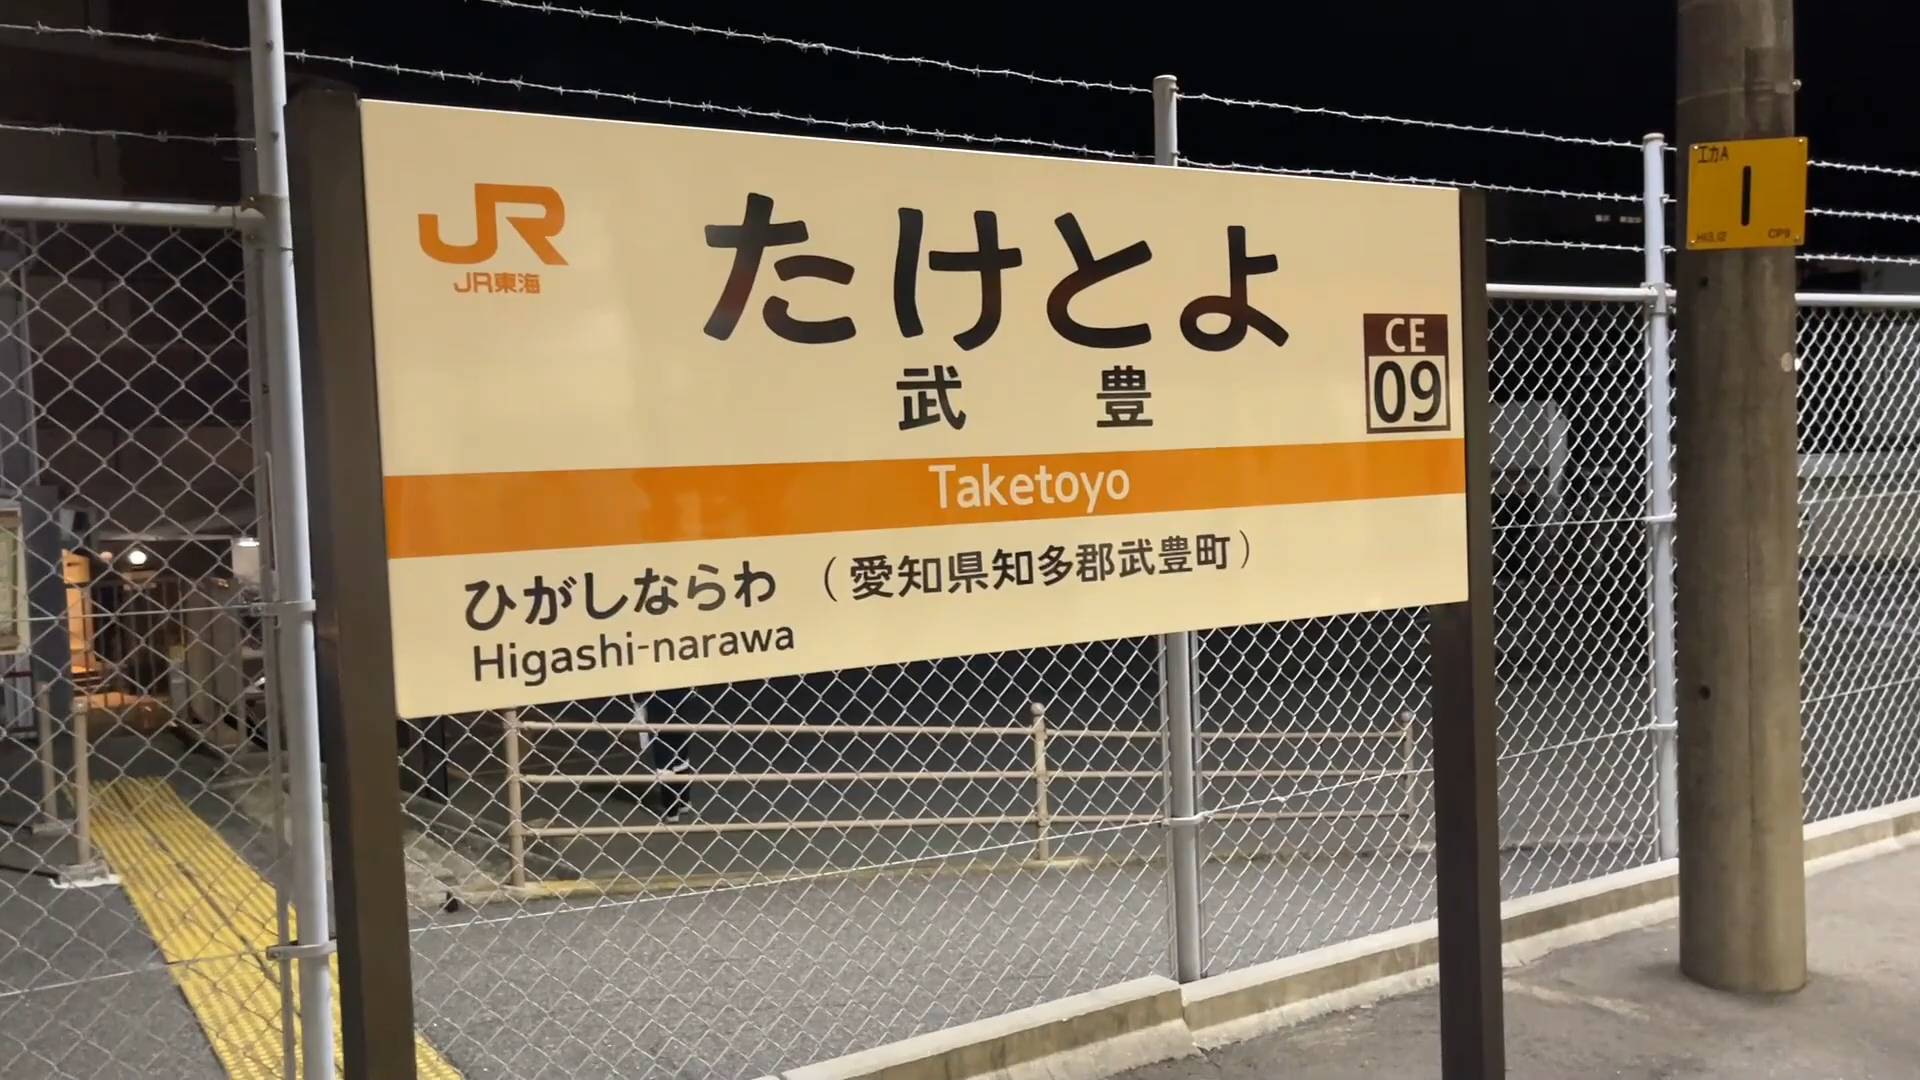 JR
JR東海
たけとよ
武 豊
CE
09
Taketoyo
ひがしならわ （愛知県知多郡武豊町）
Higashi-narawa
エカA
1
CP9